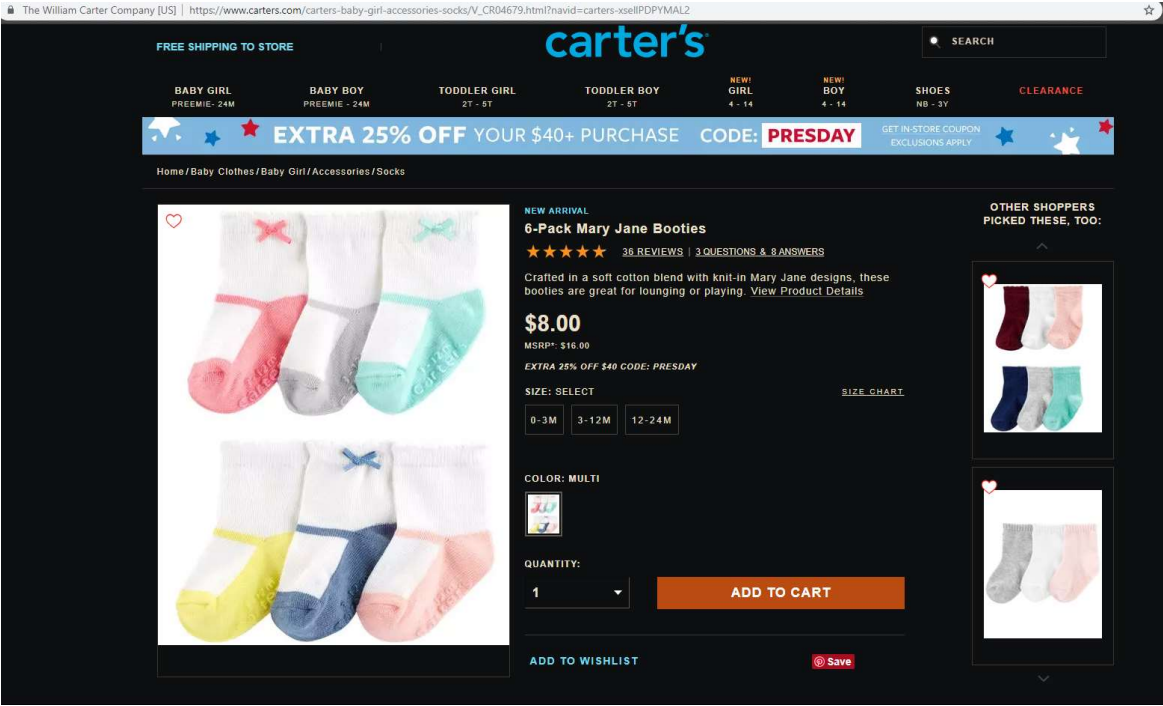 The William Carter Company [US] | https://www.carters.com/carters-baby-girl-accessories-socks/V_CR04679.html?navid=carters-xsellPDPYMAL2
FREE SHIPPING TO STORE
carter's
SEARCH
BABY GIRL
PREEMIE- 24M
BABY BOY
PREEMIE - 24M
TODDLER GIRL
2T - 5T
TODDLER BOY
2T - 5T
NEW!
GIRL
4 - 14
NEW!
BOY
4 - 14
SHOES
NB - 3Y
CLEARANCE
EXTRA 25% OFF YOUR $40+ PURCHASE CODE: PRESDAY
GET IN-STORE COUPON
EXCLUSIONS APPLY
Home/Baby Clothes/Baby Girl/Accessories/Socks
NEW ARRIVAL
6-Pack Mary Jane Booties
36 REVIEWS | 3 QUESTIONS & 8 ANSWERS
Crafted in a soft cotton blend with knit-in Mary Jane designs, these
booties are great for lounging or playing. View Product Details
$8.00
MSRP*: $16.00
EXTRA 25% OFF $40 CODE: PRESDAY
SIZE: SELECT
SIZE CHART
0-3M
3-12M
12-24M
COLOR: MULTI
QUANTITY:
1
ADD TO CART
ADD TO WISHLIST
Save
OTHER SHOPPERS
PICKED THESE, TOO: